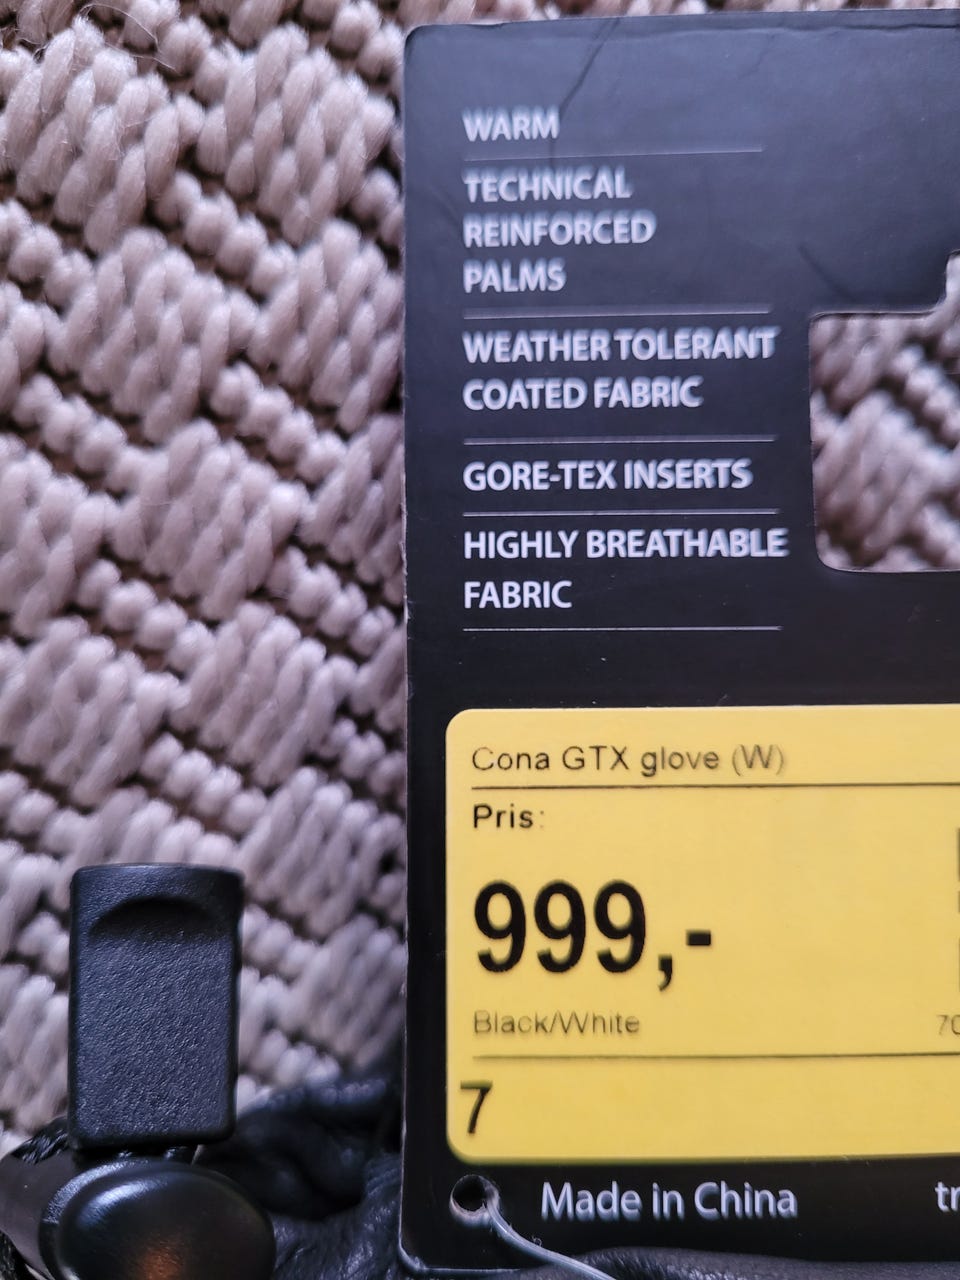 WARM
TECHNICAL
REINFORCED
PALMS
WEATHER TOLERANT
COATED FABRIC
GORE-TEX INSERTS
HIGHLY BREATHABLE
FABRIC
Cona GTX glove (W)
Pris:
999,-
Black/White
7
Made in China